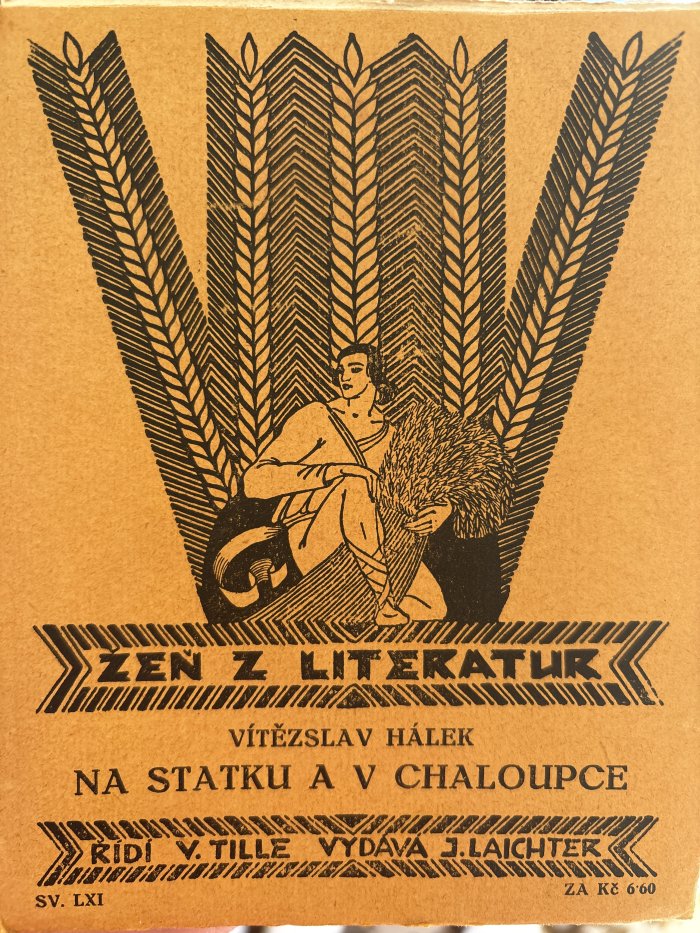 ŽEŇ Z LITERATUR
VÍTĚZSLAV HÁLEK
NA STATKU A V CHALOUPCE
ŘÍDÍ V. TILLE VYDÁVÁ J. LAICHTER
SV. LXI
ZA Kč 6·60